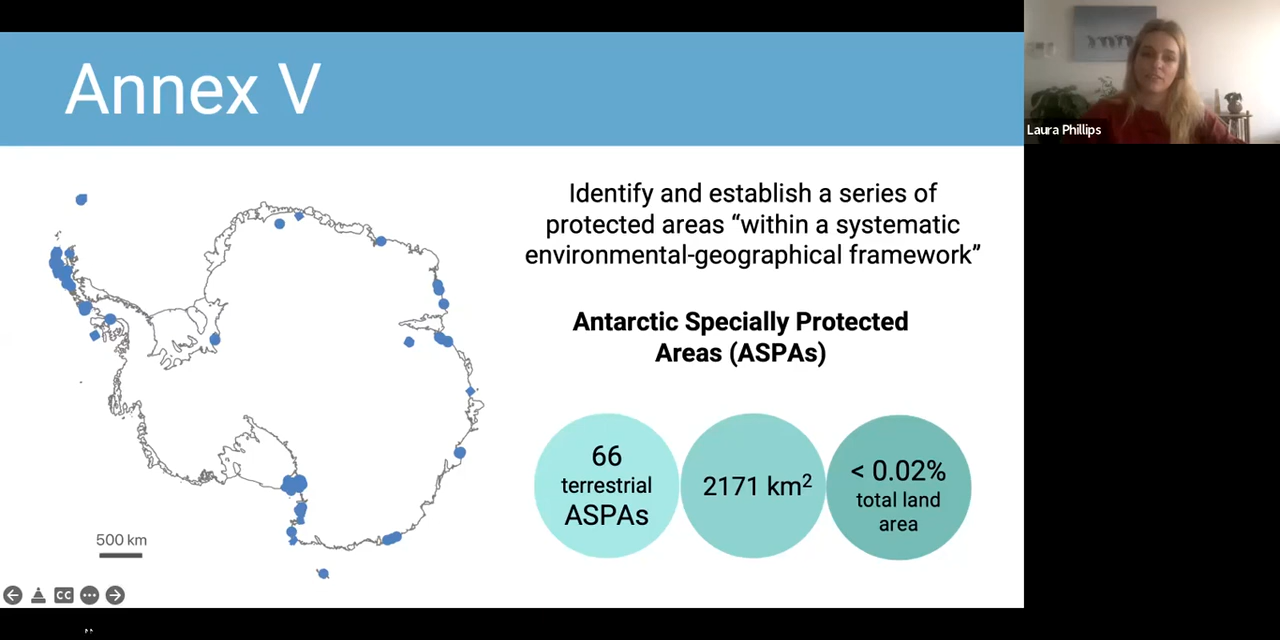 Annex V
Laura Phillips
Identify and establish a series of
protected areas “within a systematic
environmental-geographical framework”
Antarctic Specially Protected
Areas (ASPAs)
66
terrestrial
ASPAs
2171 km²
< 0.02%
total land
area
500 km
CC